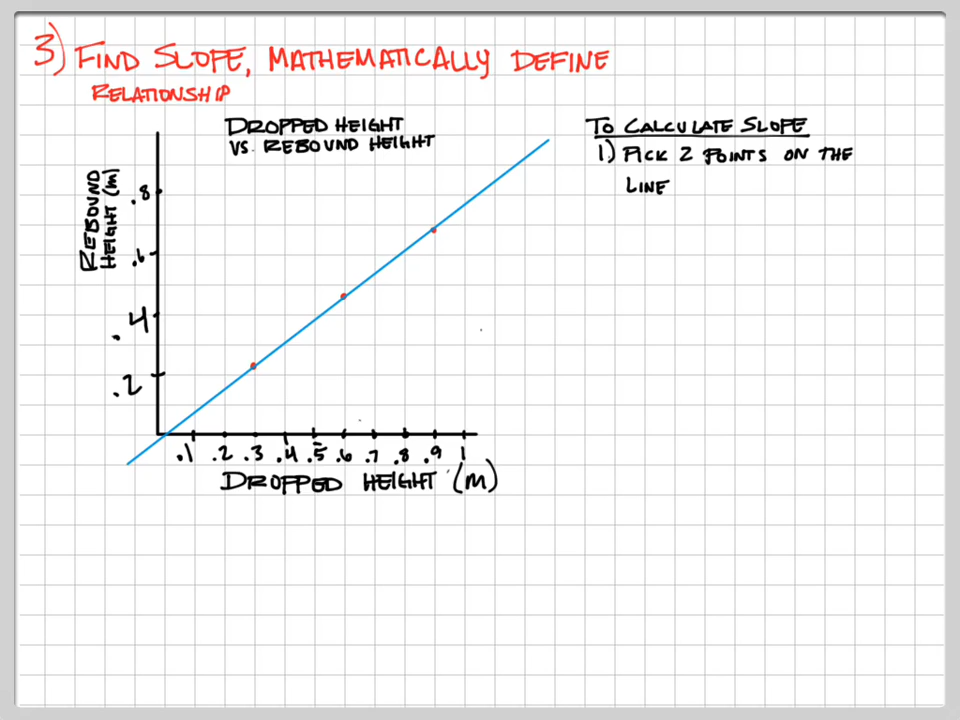 3) FIND SLOPE, MATHEMATICALLY DEFINE
RELATIONSHIP
DROPPED HEIGHT
VS. REBOUND HEIGHT
TO CALCULATE SLOPE
1) PICK 2 POINTS ON THE
LINE
REBOUND
HEIGHT (m)
.8
.6
.4
.2
.1 .2 .3 .4 .5 .6 .7 .8 .9 1
DROPPED HEIGHT (m)